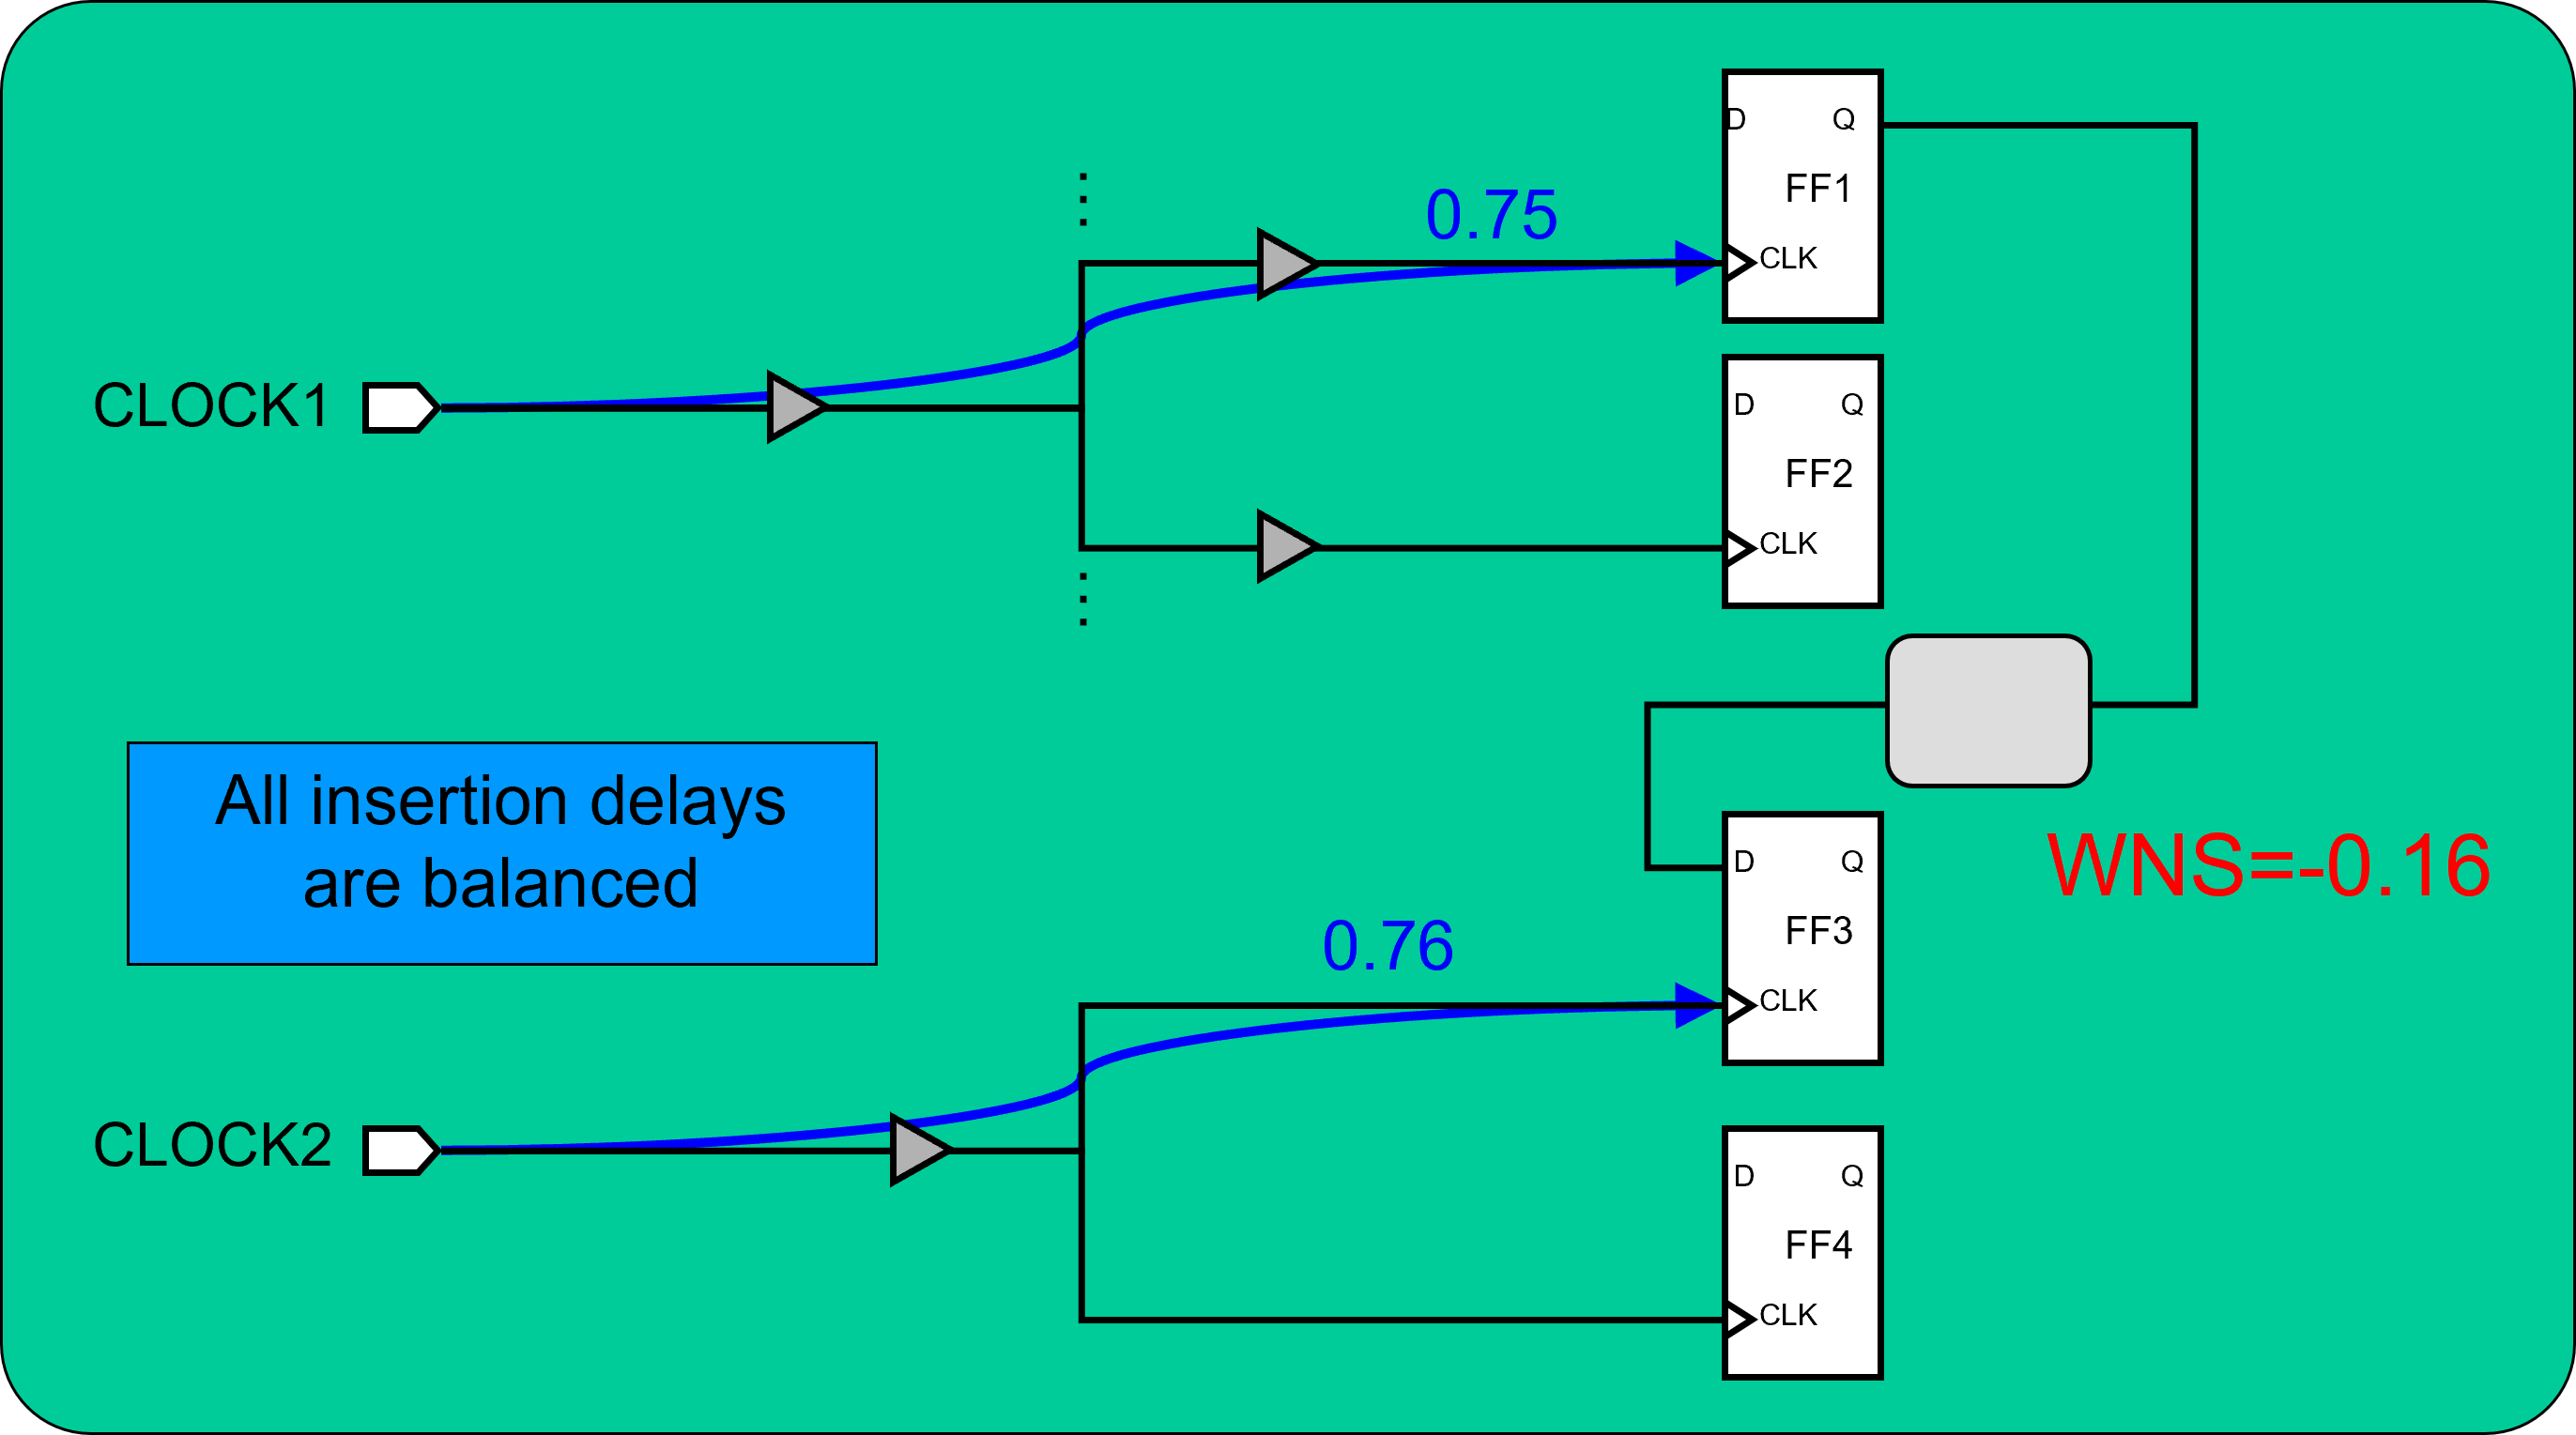 D Q
FF1
CLK
0.75
CLOCK1
D Q
FF2
CLK
All insertion delays
are balanced
D Q
FF3
CLK
WNS=-0.16
0.76
CLOCK2
D Q
FF4
CLK